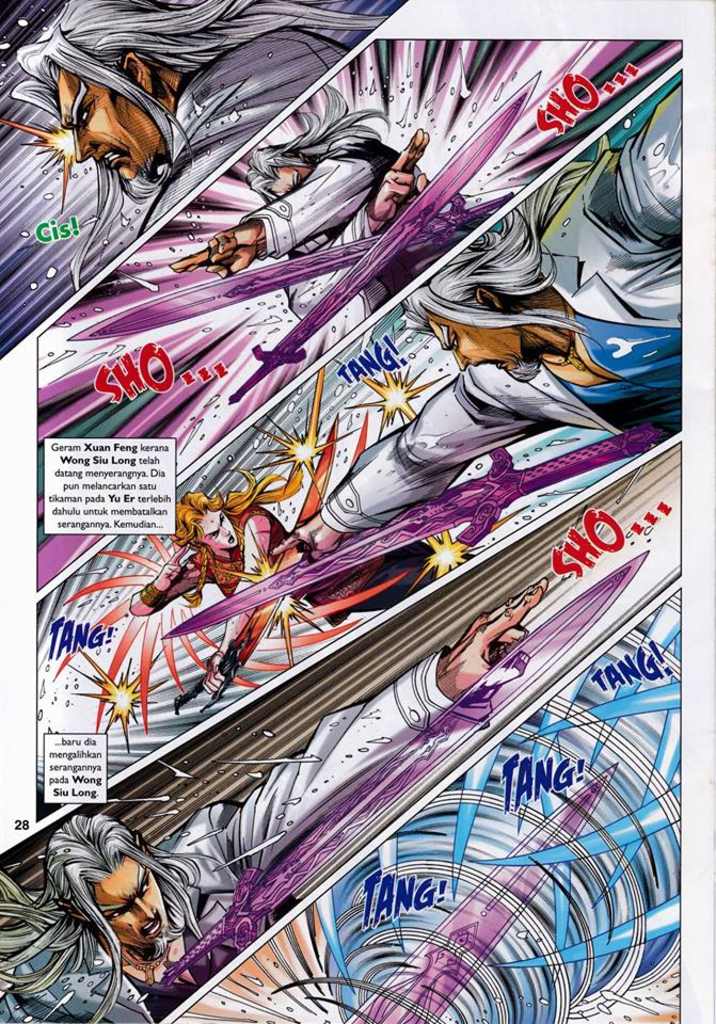 Cis!
SHO...
SHO...
TANG!
Geram Xuan Feng kerana
Wong Siu Long telah
datang menyerangnya. Dia
pun melancarkan satu
tikaman pada Yu Er terlebih
dahulu untuk membatalkan
serangannya. Kemudian...
TANG!
SHO...
...baru dia
mengalihkan
serangannya
pada Wong
Siu Long.
TANG!
TANG!
TANG!
28